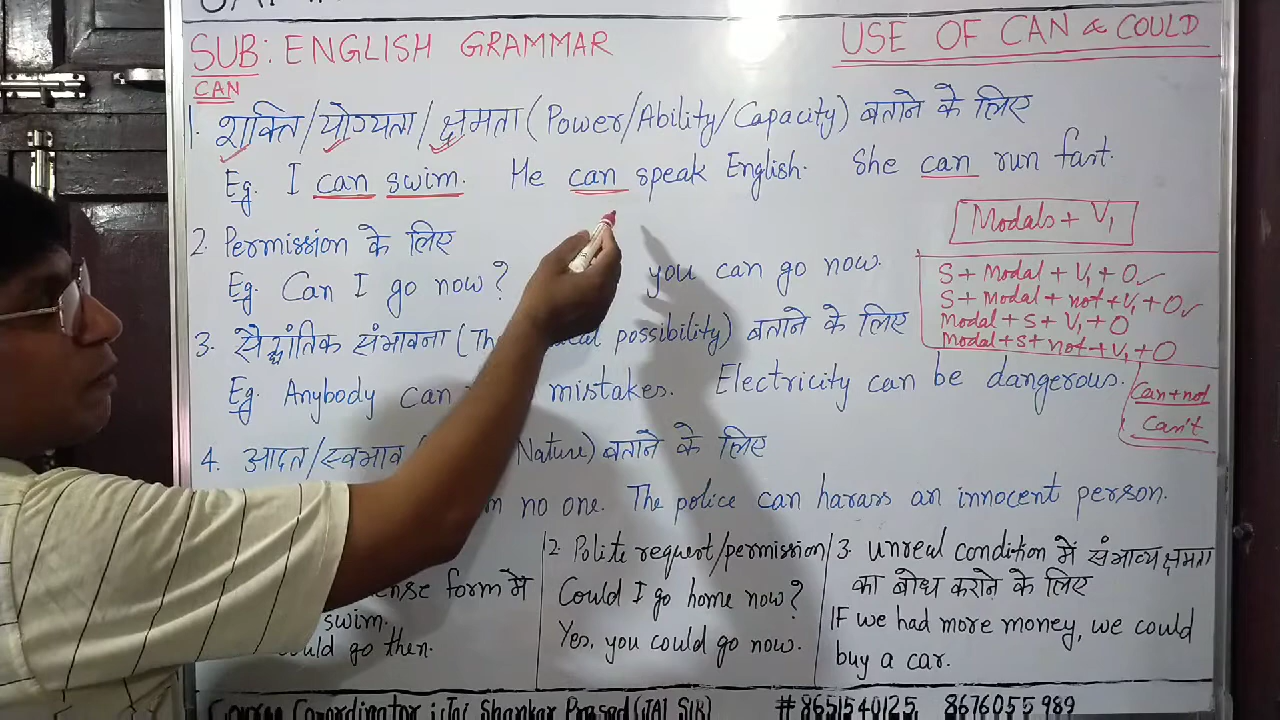 SUB: ENGLISH GRAMMAR
USE OF CAN & COULD
CAN
1. शक्ति/योग्यता/क्षमता (Power/Ability/Capacity) बताने के लिए
Eg. I can swim. He can speak English. She can run fast.
2. Permission के लिए
Eg. Can I go now? you can go now.
3. सैद्धांतिक संभावना (Th possibility) बताने के लिए
Eg. Anybody can mistakes. Electricity can be dangerous.
4. आदत/स्वभाव ( Nature) बताने के लिए
no one. The police can harass an innocent person.
Modals + V₁
S + Modal + V₁ + O ✓
S + Modal + not + V₁ + O ✓
Modal + S + V₁ + O
Modal + S + not + V₁ + O
Can + not
Can't
form में
swim.
go then.
2. Polite request/permission
Could I go home now?
Yes, you could go now.
3. Unreal condition में संभाव्य क्षमता
का बोध कराने के लिए
If we had more money, we could
buy a car.
Course Coordinator : Jai Shankar Prasad (JAI SIR) # 8651540125, 8676055989